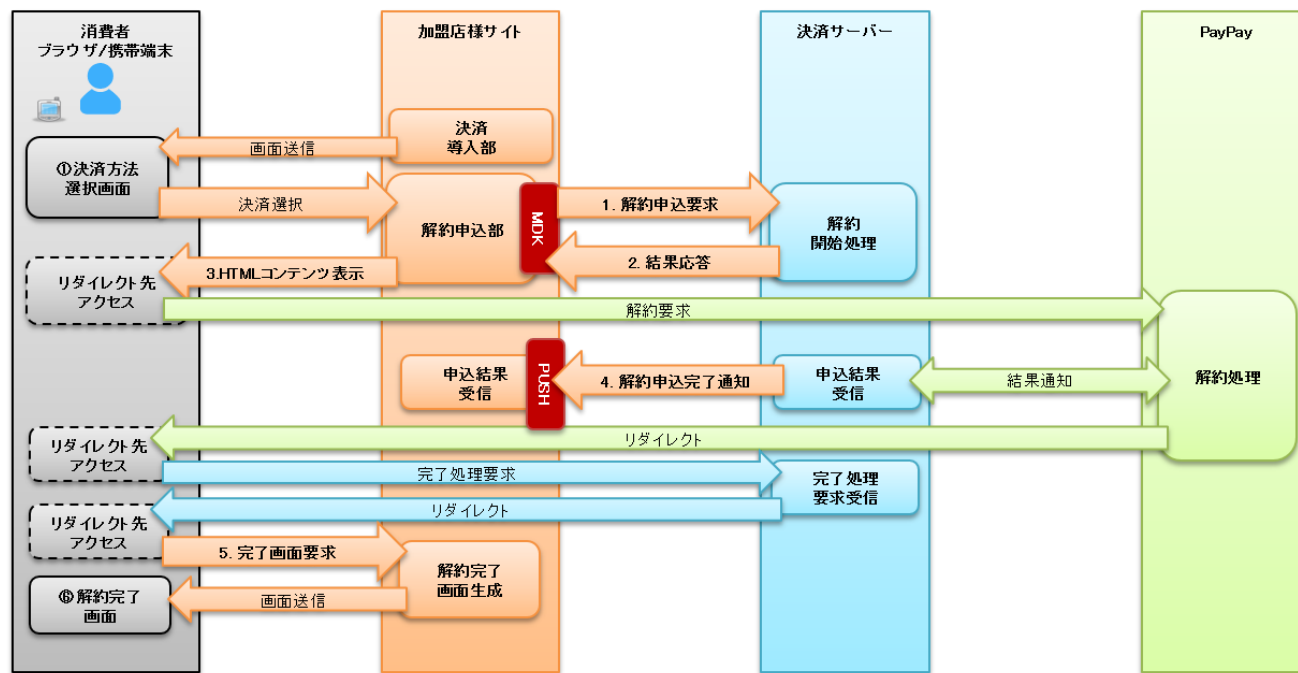 消費者
ブラウザ/携帯端末
加盟店様サイト
決済サーバー
PayPay
決済
導入部
画面送信
①決済方法
選択画面
決済選択
解約申込部
MDK
1. 解約申込要求
解約
開始処理
2. 結果応答
3.HTMLコンテンツ表示
リダイレクト先
アクセス
解約要求
申込結果
受信
PUSH
4. 解約申込完了通知
申込結果
受信
結果通知
解約処理
リダイレクト
リダイレクト先
アクセス
完了処理要求
完了処理
要求受信
リダイレクト
リダイレクト先
アクセス
5. 完了画面要求
解約完了
画面生成
⑥解約完了
画面
画面送信